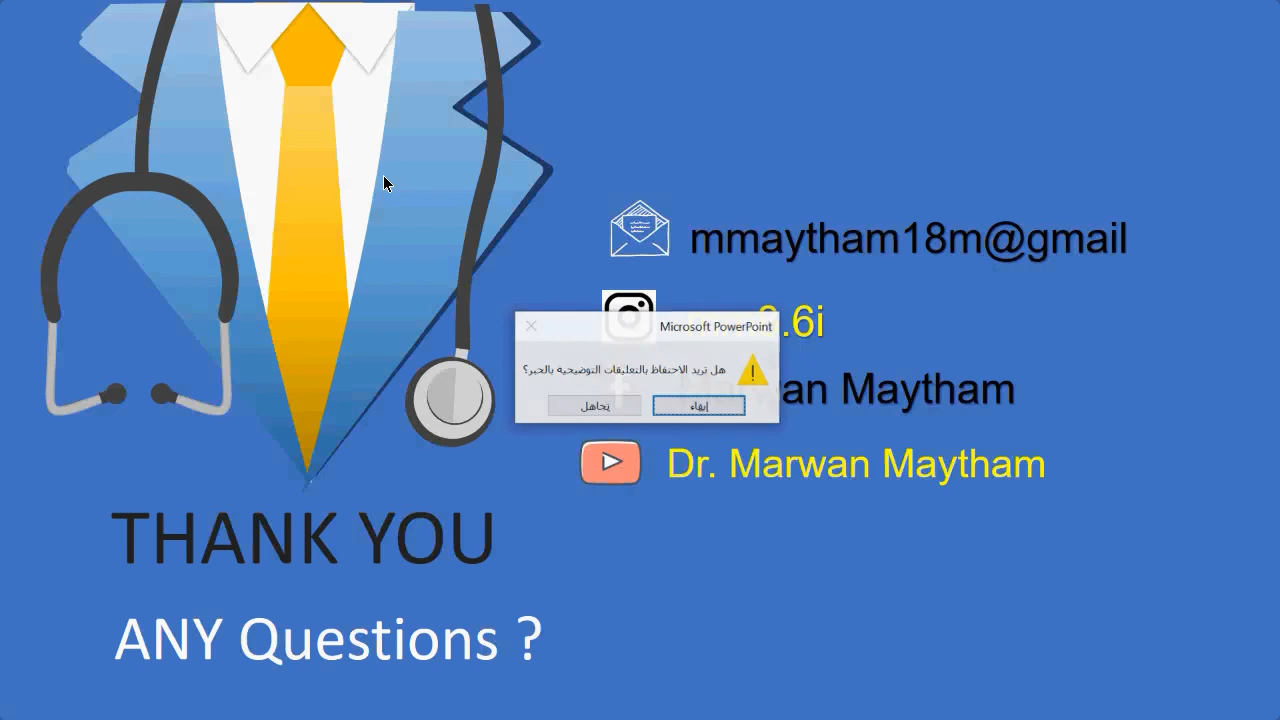 mmaytham18m@gmail
.6i
Microsoft PowerPoint
هل تريد الاحتفاظ بالتعليقات التوضيحية بالحبر؟
إبقاء
تجاهل
Maytham
Dr. Marwan Maytham
THANK YOU
ANY Questions ?